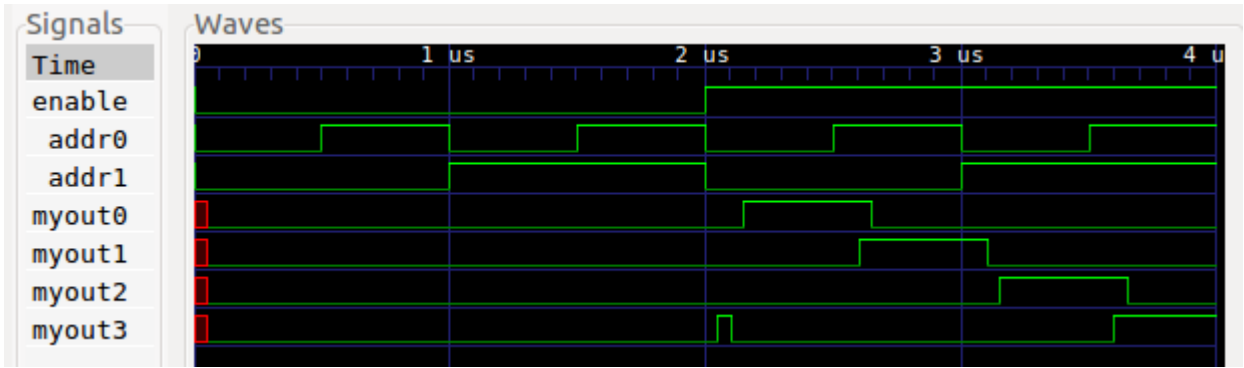 Signals
Waves
Time
0 1 us 2 us 3 us 4 u
enable
addr0
addr1
myout0
myout1
myout2
myout3